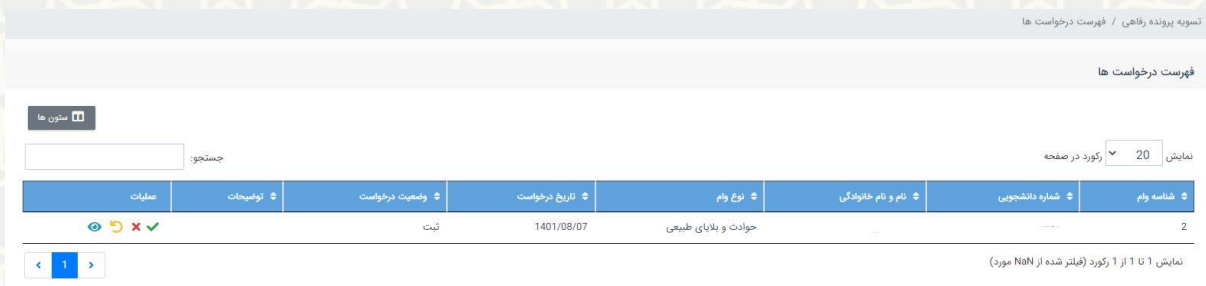 تسویه پرونده رفاهی / فهرست درخواست ها
فهرست درخواست ها
ستون ها
نمایش 20 رکورد در صفحه
جستجو:
شناسه وام شماره دانشجویی نام و نام خانوادگی نوع وام تاریخ درخواست وضعیت درخواست توضیحات عملیات
2 حوادث و بلایای طبیعی 1401/08/07 ثبت
نمایش 1 تا 1 از 1 رکورد (فیلتر شده از NaN مورد)
1